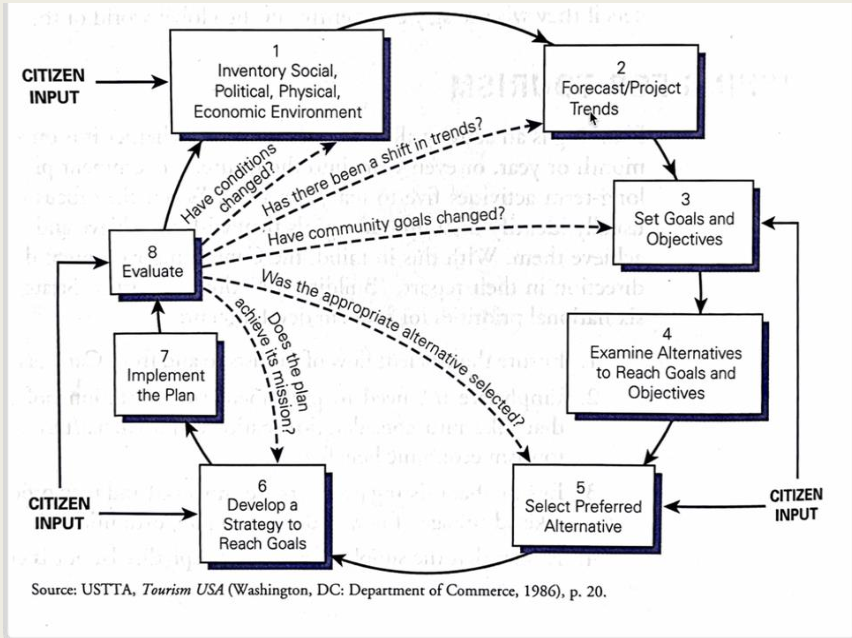 1
Inventory Social,
Political, Physical,
Economic Environment
CITIZEN
INPUT
2
Forecast/Project
Trends
3
Set Goals and
Objectives
4
Examine Alternatives
to Reach Goals and
Objectives
5
Select Preferred
Alternative
6
Develop a
Strategy to
Reach Goals
7
Implement
the Plan
8
Evaluate
Have conditions
changed?
Has there been a shift in trends?
Have community goals changed?
Was the appropriate alternative selected?
Does the plan
achieve its mission?
CITIZEN
INPUT
CITIZEN
INPUT
Source: USTTA, Tourism USA (Washington, DC: Department of Commerce, 1986), p. 20.